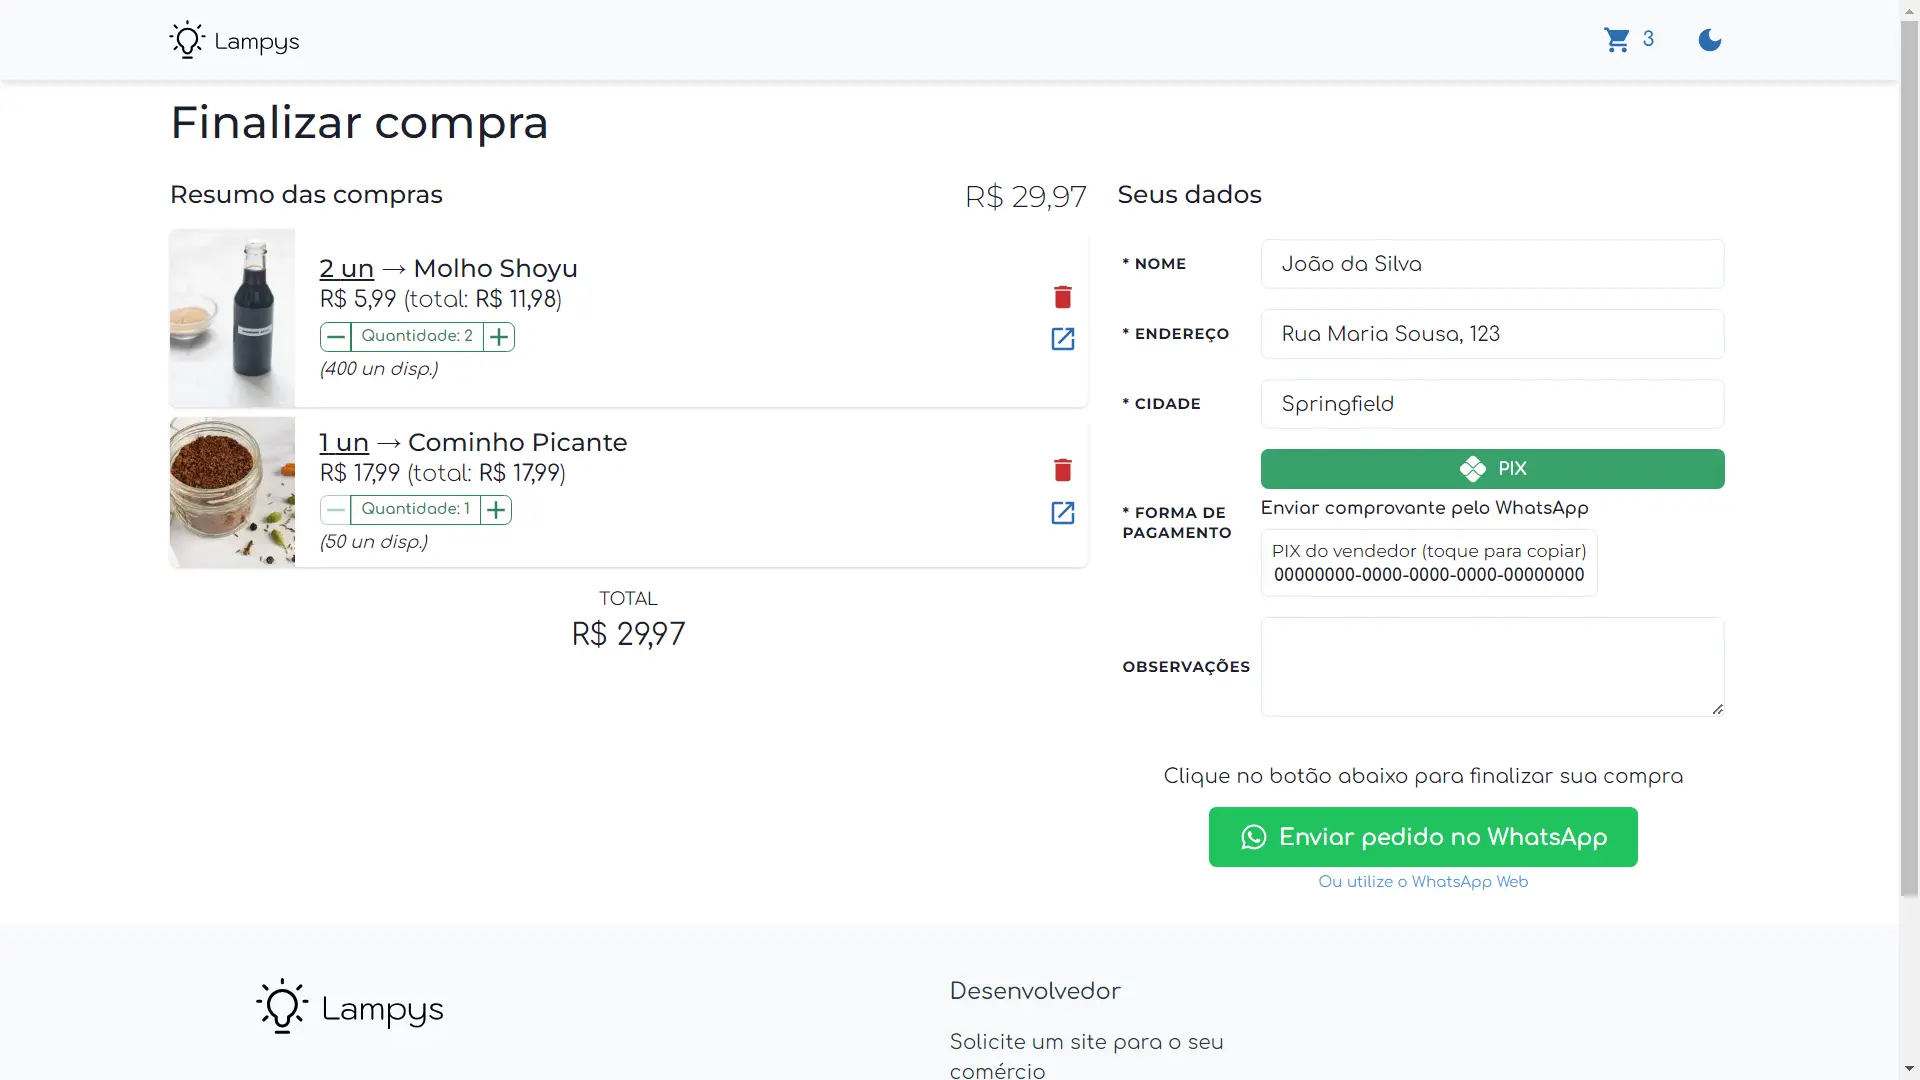 Lampys
3
Finalizar compra
Resumo das compras
R$ 29,97
2 un → Molho Shoyu
R$ 5,99 (total: R$ 11,98)
Quantidade: 2
(400 un disp.)
1 un → Cominho Picante
R$ 17,99 (total: R$ 17,99)
Quantidade: 1
(50 un disp.)
TOTAL
R$ 29,97
Seus dados
* NOME
João da Silva
* ENDEREÇO
Rua Maria Sousa, 123
* CIDADE
Springfield
* FORMA DE
PAGAMENTO
PIX
Enviar comprovante pelo WhatsApp
PIX do vendedor (toque para copiar)
00000000-0000-0000-0000-00000000
OBSERVAÇÕES
Clique no botão abaixo para finalizar sua compra
Enviar pedido no WhatsApp
Ou utilize o WhatsApp Web
Lampys
Desenvolvedor
Solicite um site para o seu
comércio